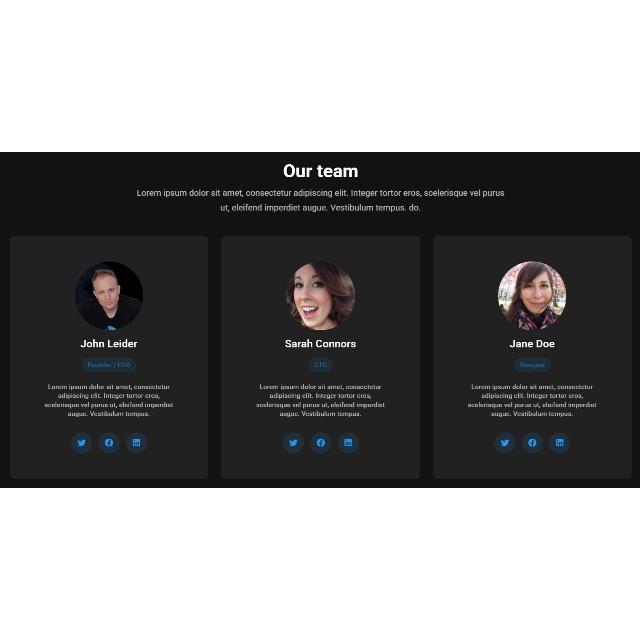 Our team
Lorem ipsum dolor sit amet, consectetur adipiscing elit. Integer tortor eros, scelerisque vel purus
ut, eleifend imperdiet augue. Vestibulum tempus. do.
John Leider
Founder / CEO
Lorem ipsum dolor sit amet, consectetur
adipiscing elit. Integer tortor eros,
scelerisque vel purus ut, eleifend imperdiet
augue. Vestibulum tempus.
Sarah Connors
CTO
Lorem ipsum dolor sit amet, consectetur
adipiscing elit. Integer tortor eros,
scelerisque vel purus ut, eleifend imperdiet
augue. Vestibulum tempus.
Jane Doe
Designer
Lorem ipsum dolor sit amet, consectetur
adipiscing elit. Integer tortor eros,
scelerisque vel purus ut, eleifend imperdiet
augue. Vestibulum tempus.